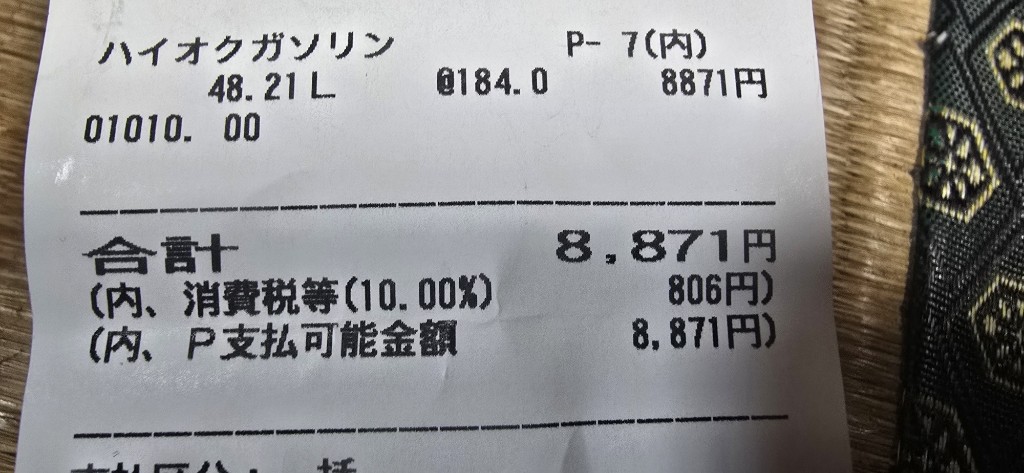 ハイオクガソリン P- 7(内)
48.21L @184.0 8871円
01010. 00
合計 8,871円
(内、消費税等(10.00%) 806円)
(内、P支払可能金額 8,871円)